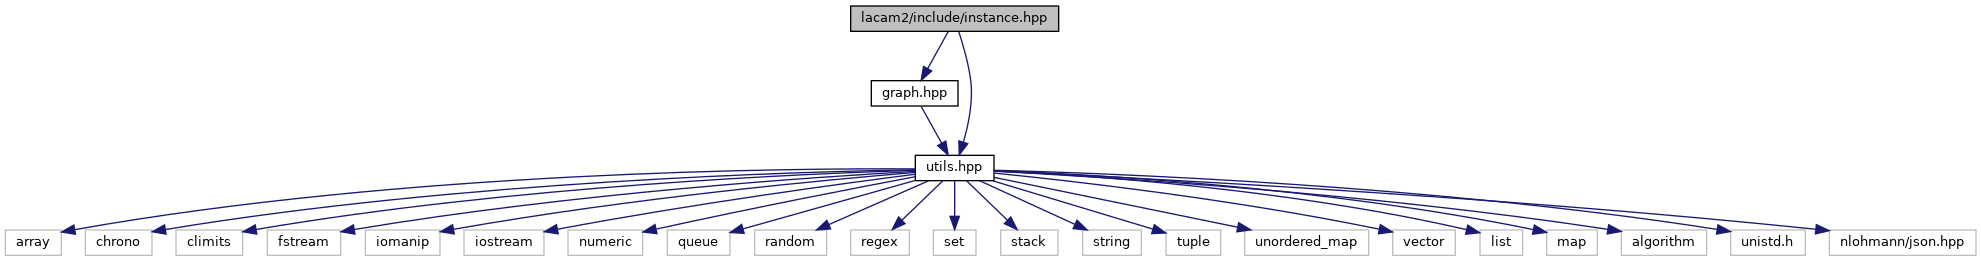 lacam2/include/instance.hpp
graph.hpp
utils.hpp
array
chrono
climits
fstream
iomanip
iostream
numeric
queue
random
regex
set
stack
string
tuple
unordered_map
vector
list
map
algorithm
unistd.h
nlohmann/json.hpp